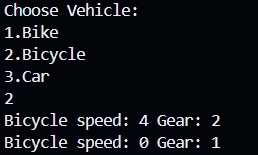 Choose Vehicle:
1.Bike
2.Bicycle
3.Car
2
Bicycle speed: 4 Gear: 2
Bicycle speed: 0 Gear: 1